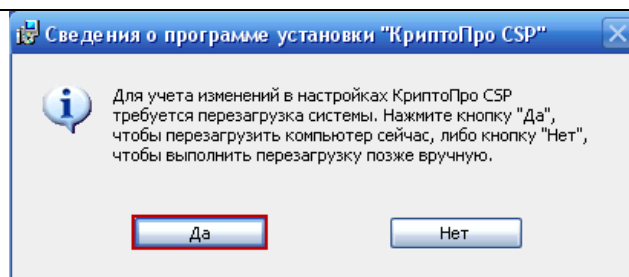 Сведения о программе установки "КриптоПро CSP"
Для учета изменений в настройках КриптоПро CSP
требуется перезагрузка системы. Нажмите кнопку "Да",
чтобы перезагрузить компьютер сейчас, либо кнопку "Нет",
чтобы выполнить перезагрузку позже вручную.
Да
Нет